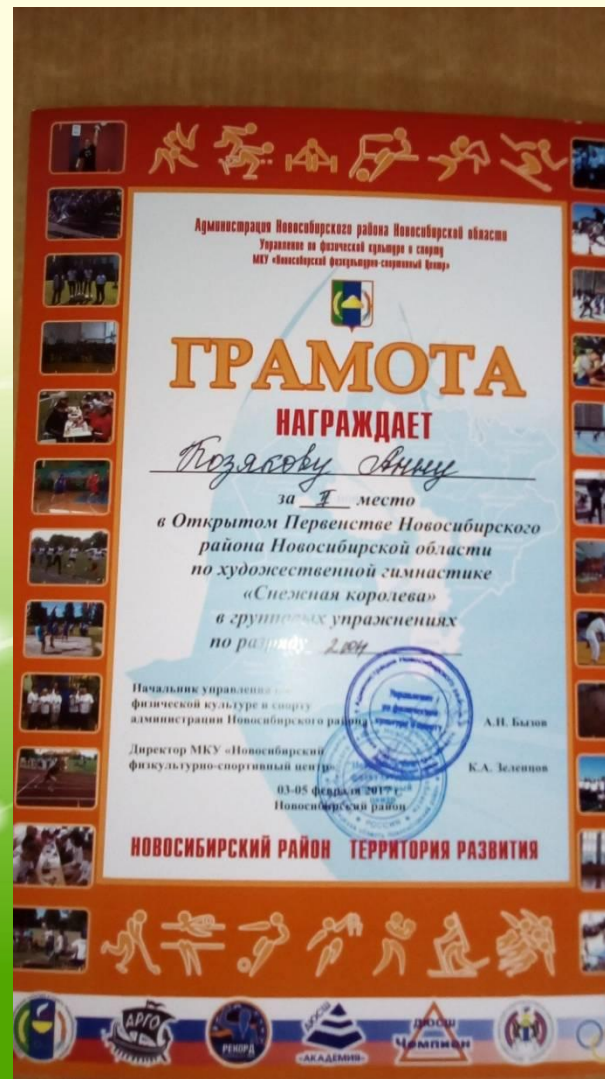 Администрация Новосибирского района Новосибирской области
Управление по физической культуре и спорту
МКУ «Новосибирский физкультурно-спортивный Центр»
ГРАМОТА
НАГРАЖДАЕТ
Козякову Анну
за II место
в Открытом Первенстве Новосибирского
района Новосибирской области
по художественной гимнастике
«Снежная королева»
в групповых упражнениях
по разряду 2004
Начальник управления по
физической культуре и спорту
администрации Новосибирского района
А.Н. Бызов
Директор МКУ «Новосибирский
физкультурно-спортивный центр»
К.А. Зеленцов
03-05 февраля 2017 г.
Новосибирский район
НОВОСИБИРСКИЙ РАЙОН ТЕРРИТОРИЯ РАЗВИТИЯ
АРГО
РЕКОРД
ДЮСШ
«АКАДЕМИЯ»
ДЮСШ
Чемпион